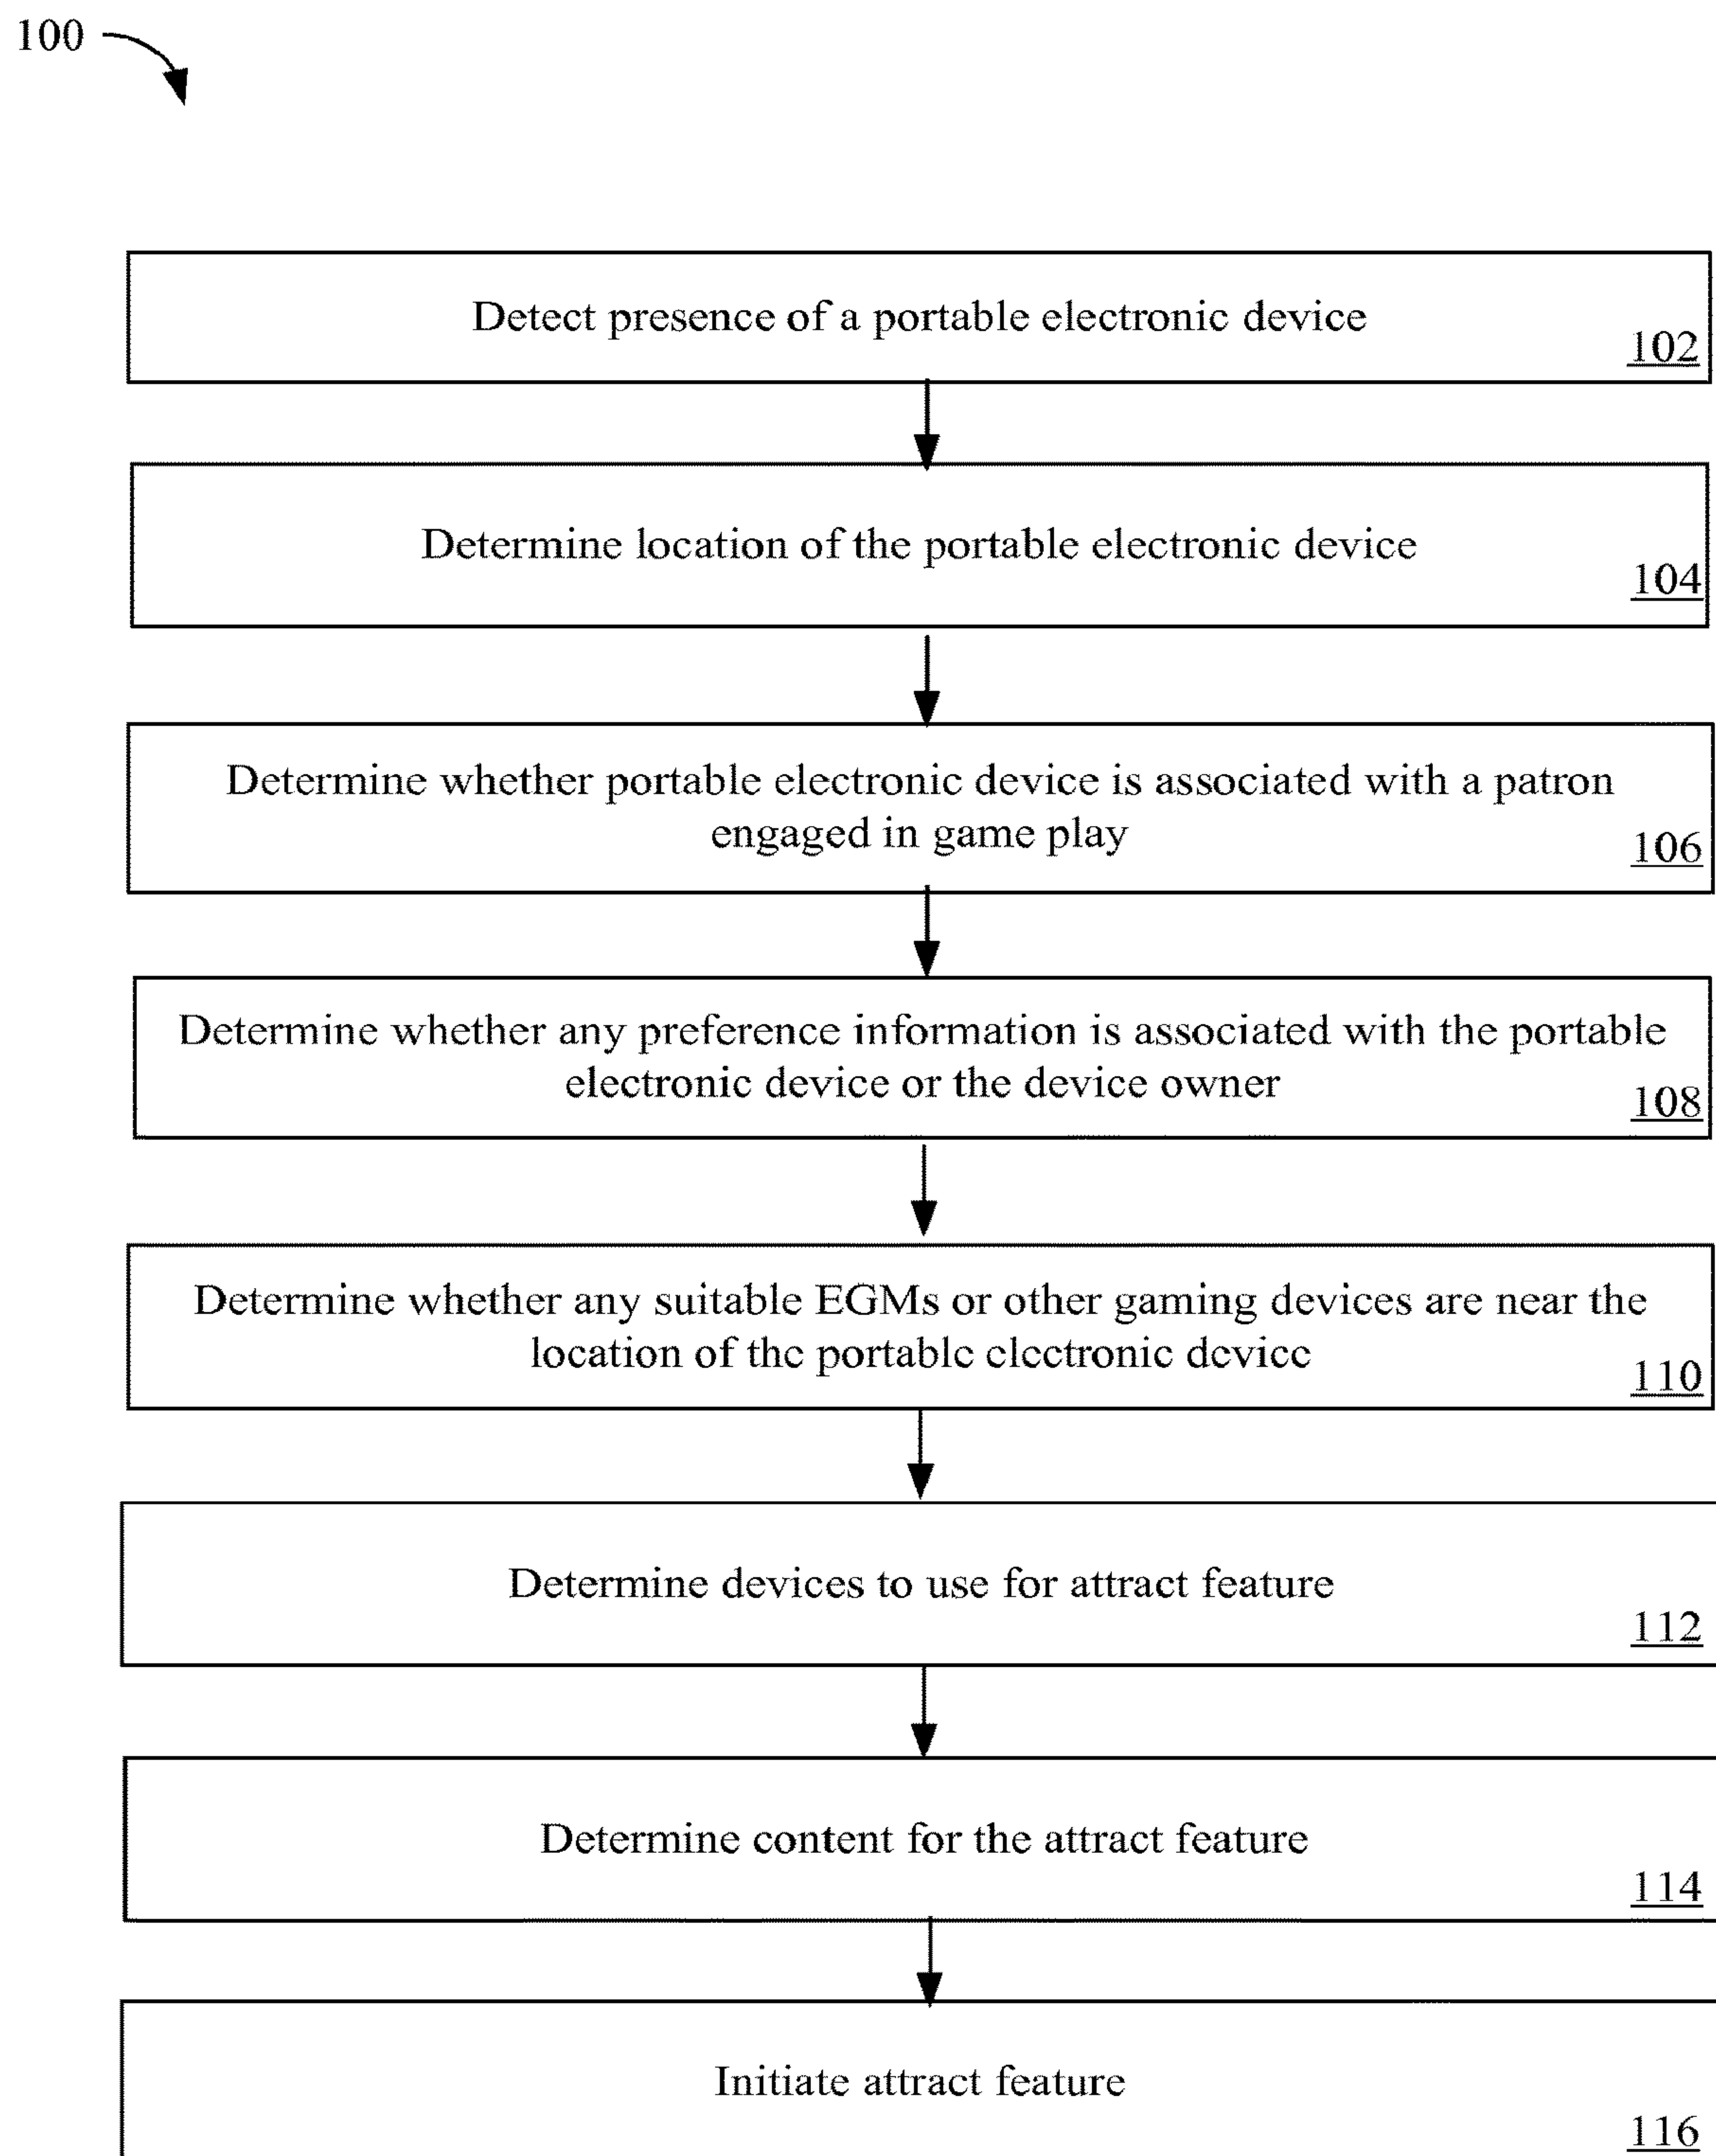 100
Detect presence of a portable electronic device
102
Determine location of the portable electronic device
104
Determine whether portable electronic device is associated with a patron
engaged in game play
106
Determine whether any preference information is associated with the portable
electronic device or the device owner
108
Determine whether any suitable EGMs or other gaming devices are near the
location of the portable electronic device
110
Determine devices to use for attract feature
112
Determine content for the attract feature
114
Initiate attract feature
116